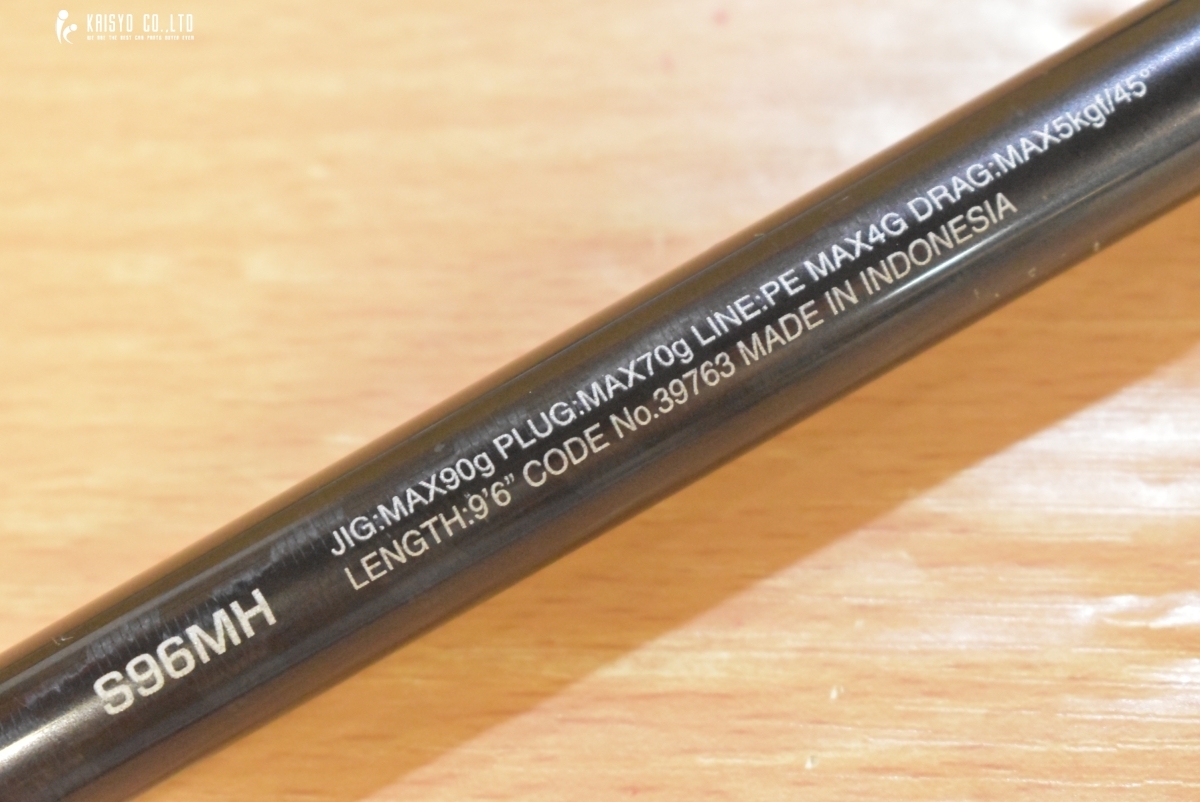 KAISYO CO.,LTD
JIG:MAX90g PLUG:MAX70g LINE:PE MAX4G DRAG:MAX5kgf/45°
LENGTH:9'6" CODE No.39763 MADE IN INDONESIA
S96MH